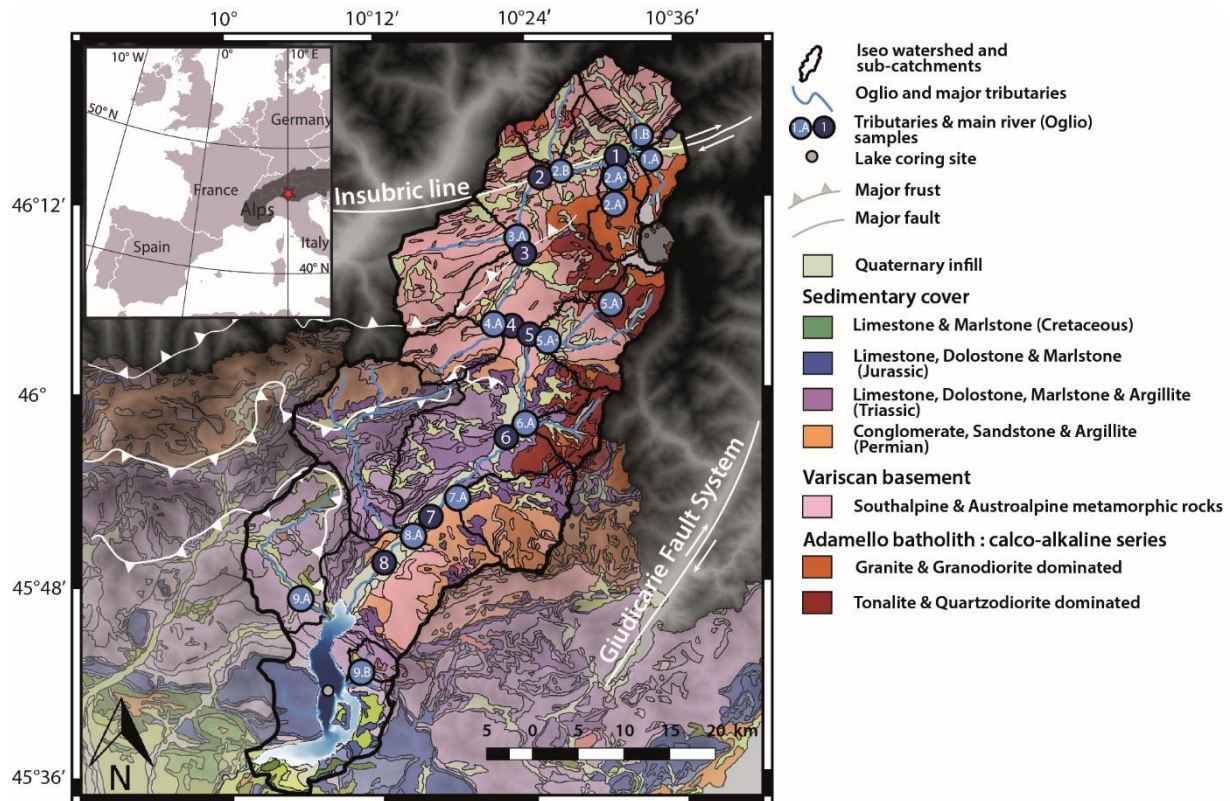 10°
10°12′
10°24′
10°36′
10° W
0°
10° E
50° N
Germany
France
Alps
Spain
Italy
40° N
46°12′
46°
45°48′
45°36′
Insubric line
1.B
1
1.A
2.B
2
2.A²
2.A¹
3.A
3
5.A¹
4.A
4
5
5.A²
6.A
6
7.A
7
8.A
8
9.A
9.B
Giudicarie Fault System
N
5 0 5 10 15 20 km
Iseo watershed and
sub-catchments
Oglio and major tributaries
1.A 1 Tributaries & main river (Oglio)
samples
Lake coring site
Major frust
Major fault
Quaternary infill
Sedimentary cover
Limestone & Marlstone (Cretaceous)
Limestone, Dolostone & Marlstone
(Jurassic)
Limestone, Dolostone, Marlstone & Argillite
(Triassic)
Conglomerate, Sandstone & Argillite
(Permian)
Variscan basement
Southalpine & Austroalpine metamorphic rocks
Adamello batholith : calco-alkaline series
Granite & Granodiorite dominated
Tonalite & Quartzodiorite dominated